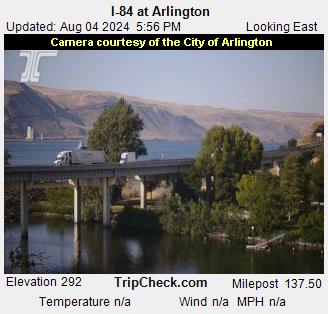 I-84 at Arlington
Updated: Aug 04 2024 5:56 PM Looking East
Camera courtesy of the City of Arlington
Elevation 292 TripCheck.com Milepost 137.50
Temperature n/a Wind n/a MPH n/a